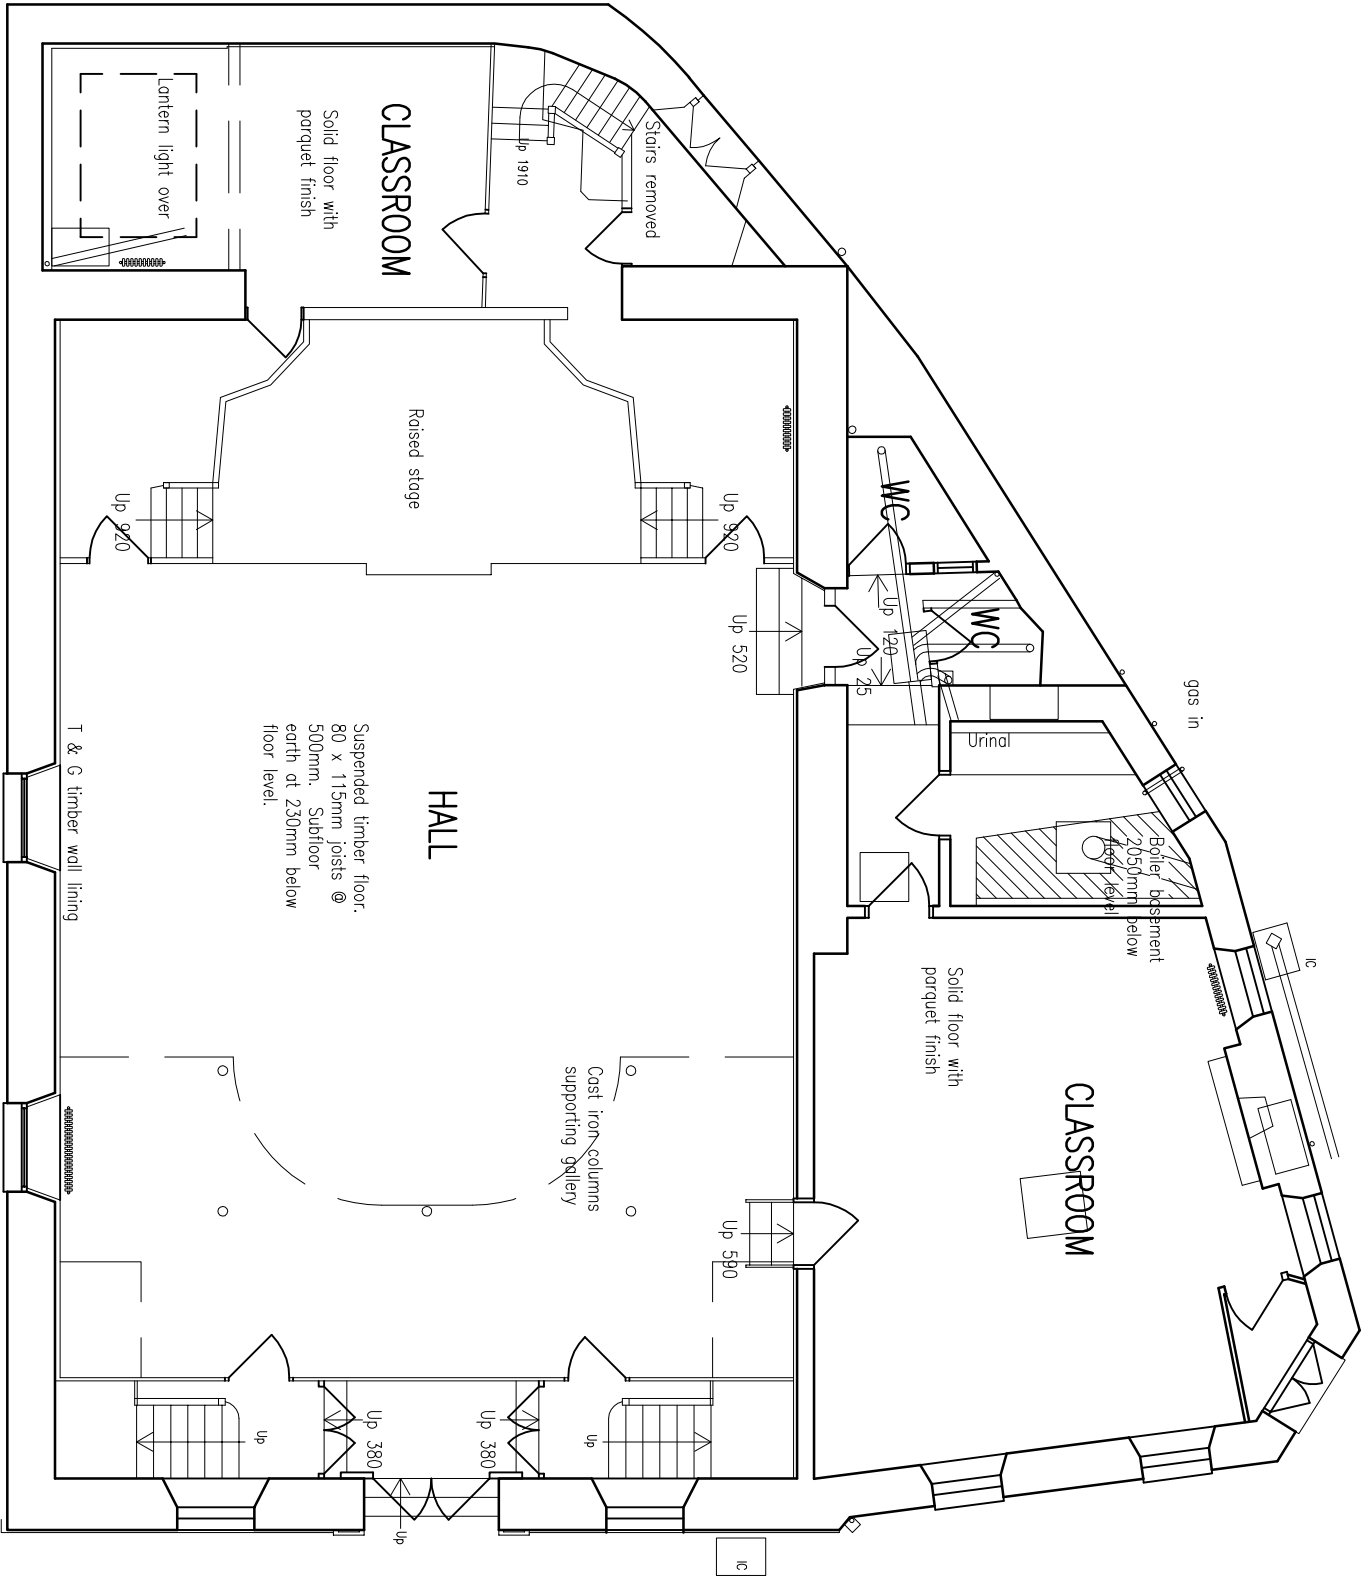 Lantern light over
Solid floor with
parquet finish
CLASSROOM
Up 1910
Stairs removed
Raised stage
Up 920
Up 920
WC
WC
Up 120
Up 25
Up 520
gas in
Urinal
Boiler basement
2050mm below
floor level
IC
T & G timber wall lining
Suspended timber floor.
80 x 115mm joists @
500mm. Subfloor
earth at 230mm below
floor level.
HALL
Solid floor with
parquet finish
CLASSROOM
Cast iron columns
supporting gallery
Up 590
Up
Up 380
Up 380
Up
Up
IC